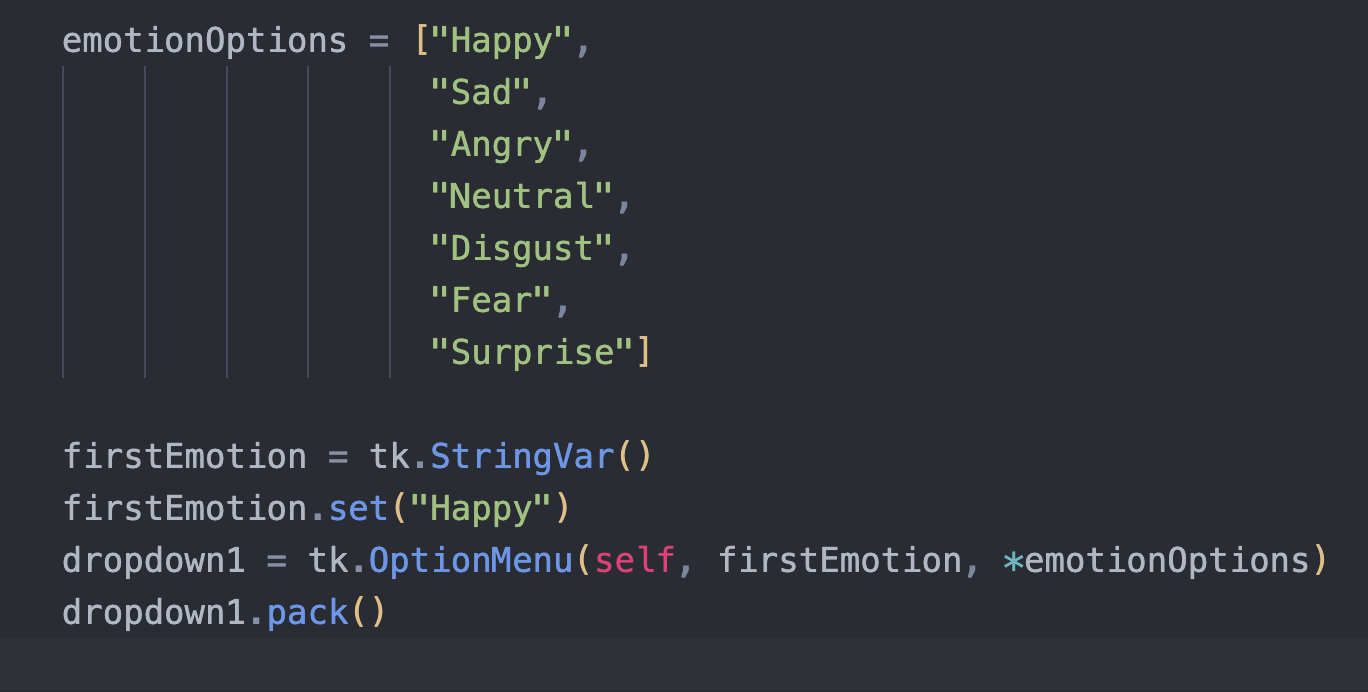 emotionOptions = ["Happy",
                  "Sad",
                  "Angry",
                  "Neutral",
                  "Disgust",
                  "Fear",
                  "Surprise"]

firstEmotion = tk.StringVar()
firstEmotion.set("Happy")
dropdown1 = tk.OptionMenu(self, firstEmotion, *emotionOptions)
dropdown1.pack()